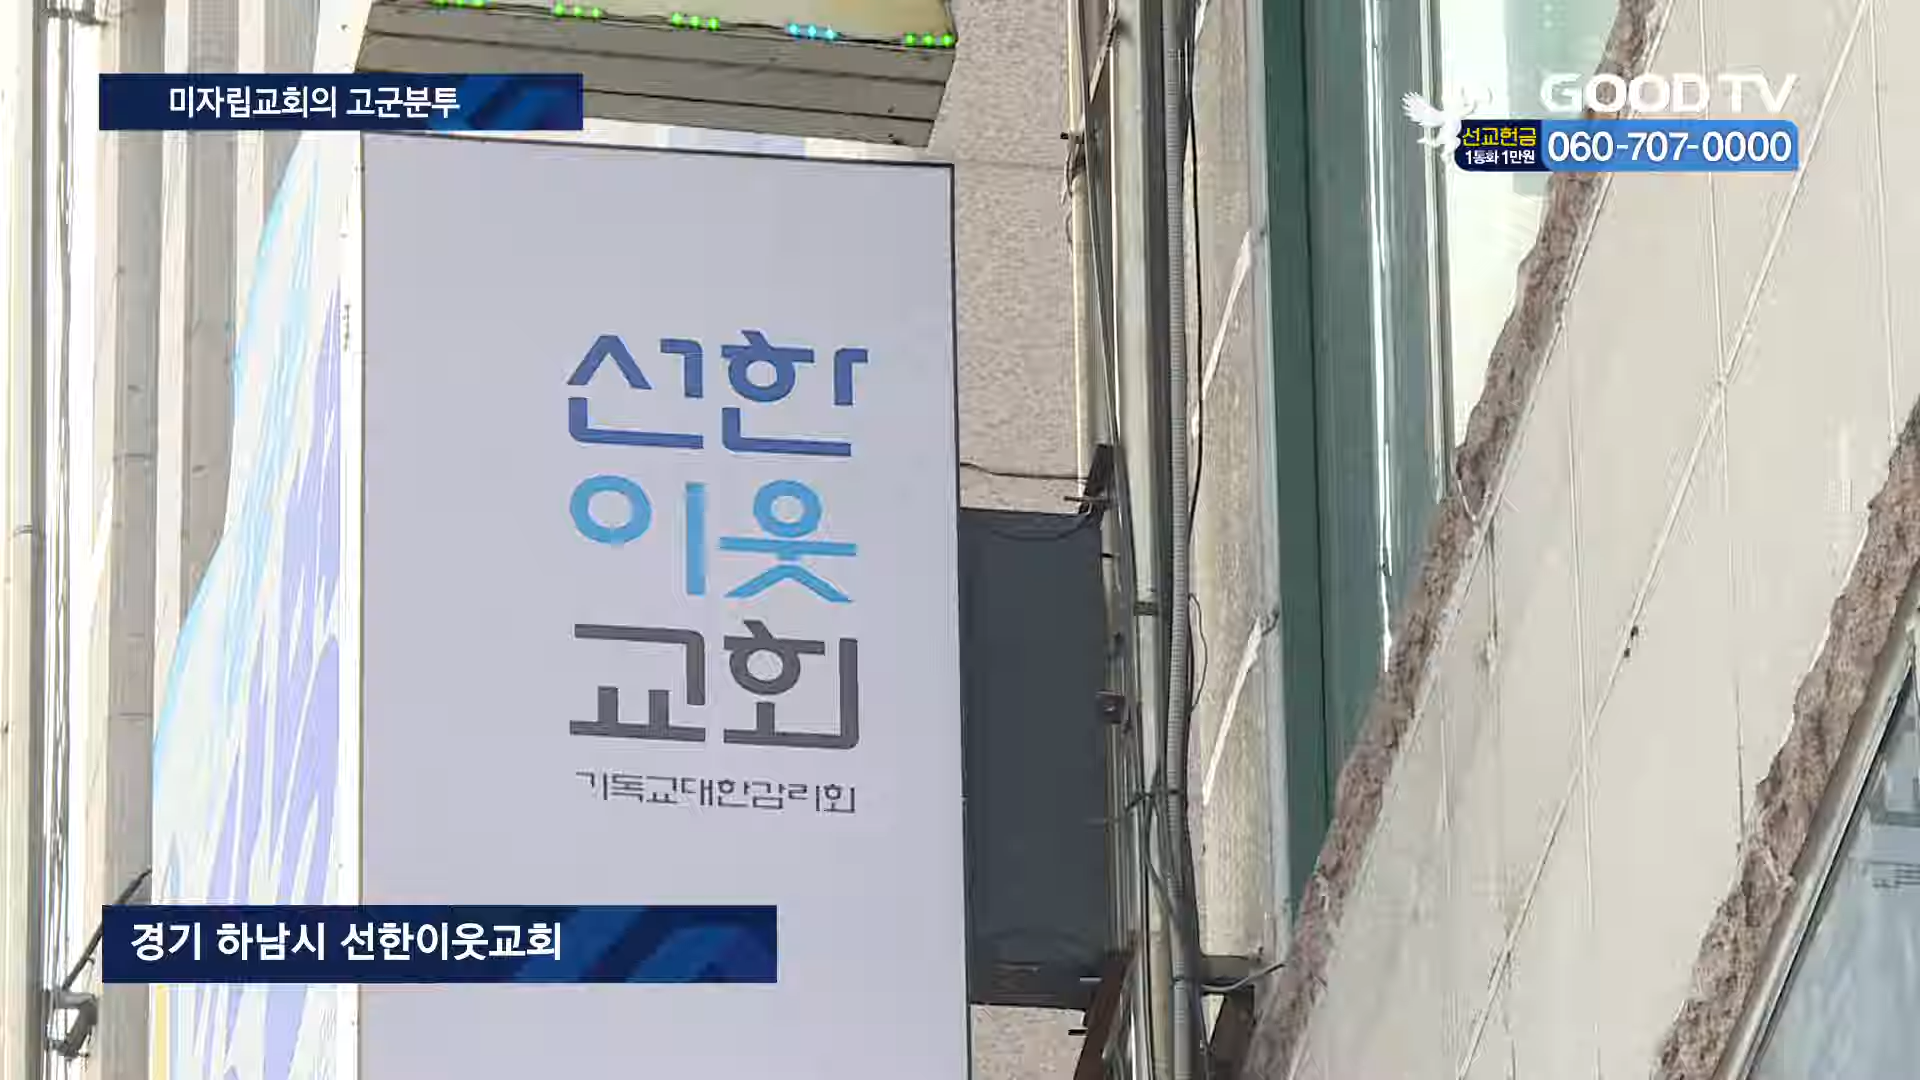 미자립교회의 고군분투
GOODTV
선교헌금
1통화 1만원
060-707-0000
선한
이웃
교회
기독교대한감리회
경기 하남시 선한이웃교회